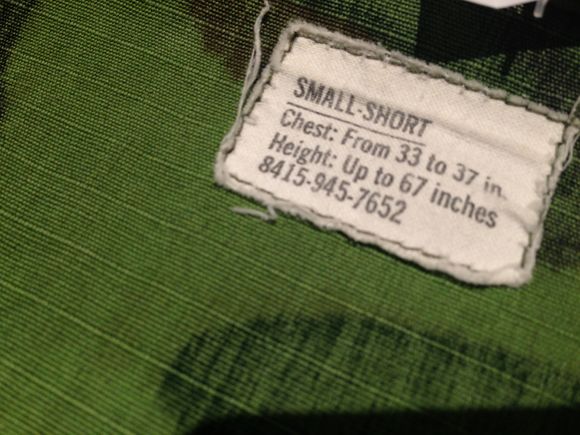 SMALL-SHORT
Chest: From 33 to 37 in.
Height: Up to 67 inches
8415-945-7652